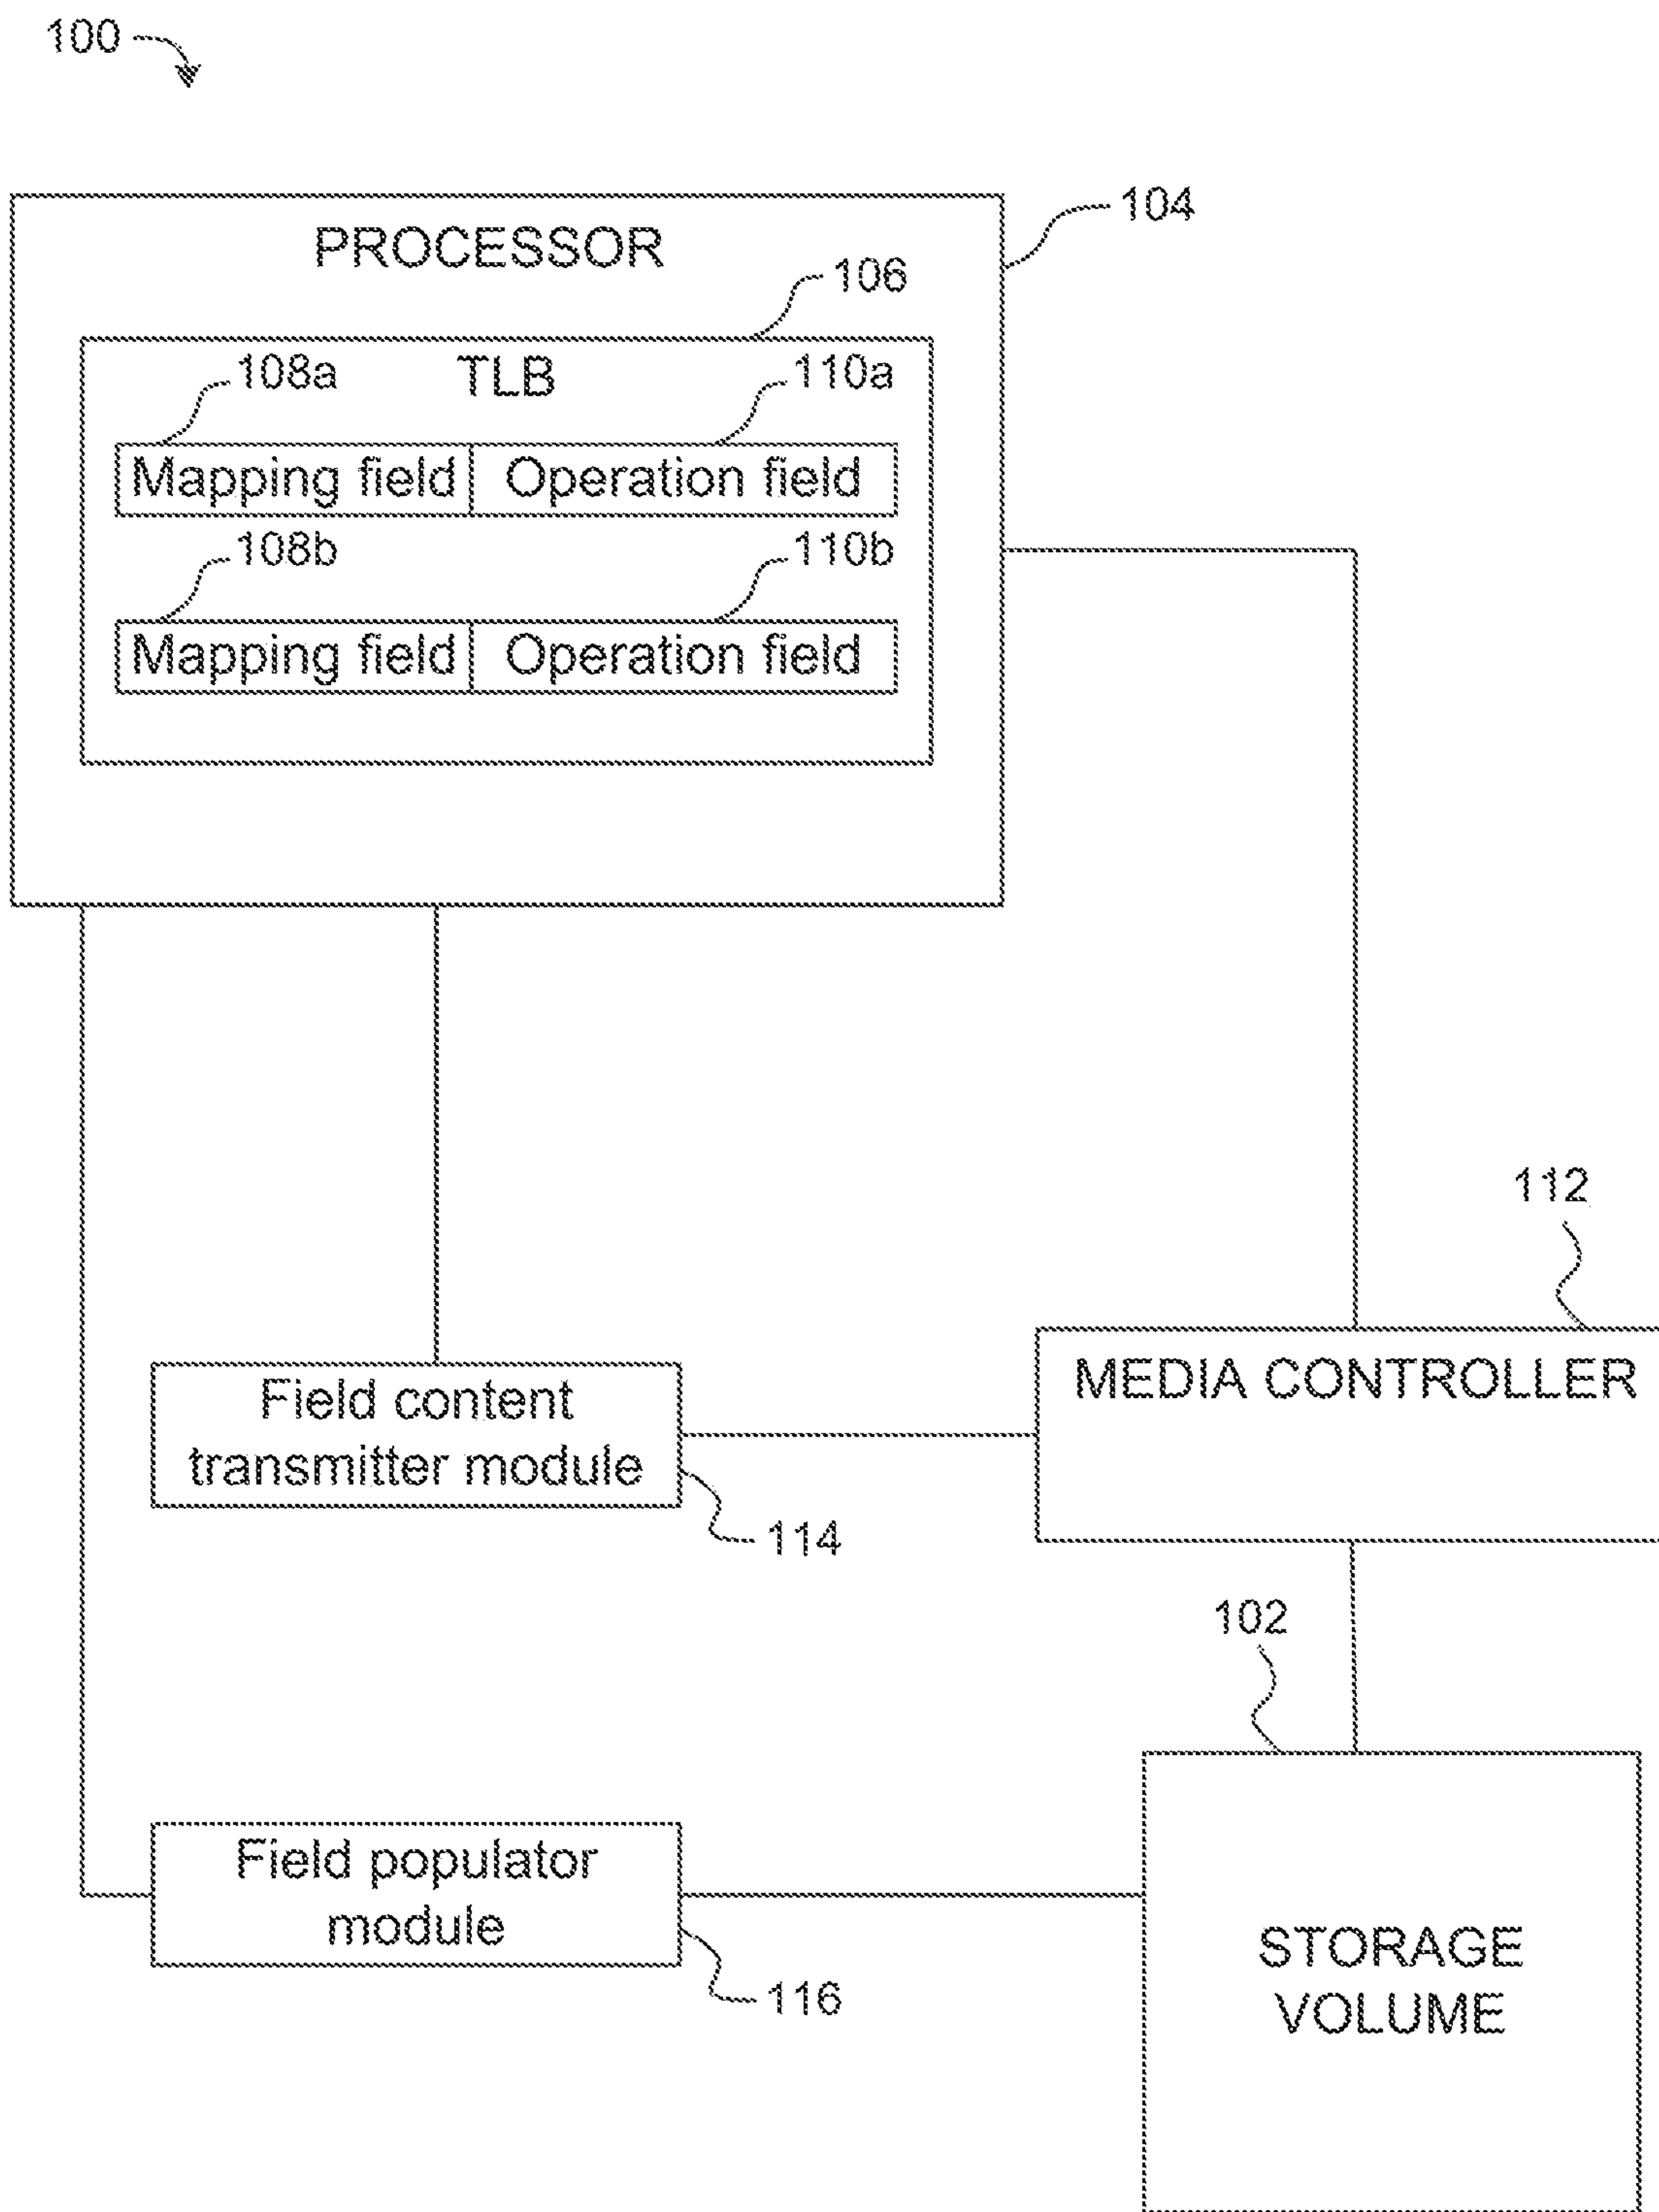 100
104
PROCESSOR
106
108a
TLB
110a
Mapping field
Operation field
108b
110b
Mapping field
Operation field
112
MEDIA CONTROLLER
Field content
transmitter module
114
102
Field populator
module
116
STORAGE
VOLUME